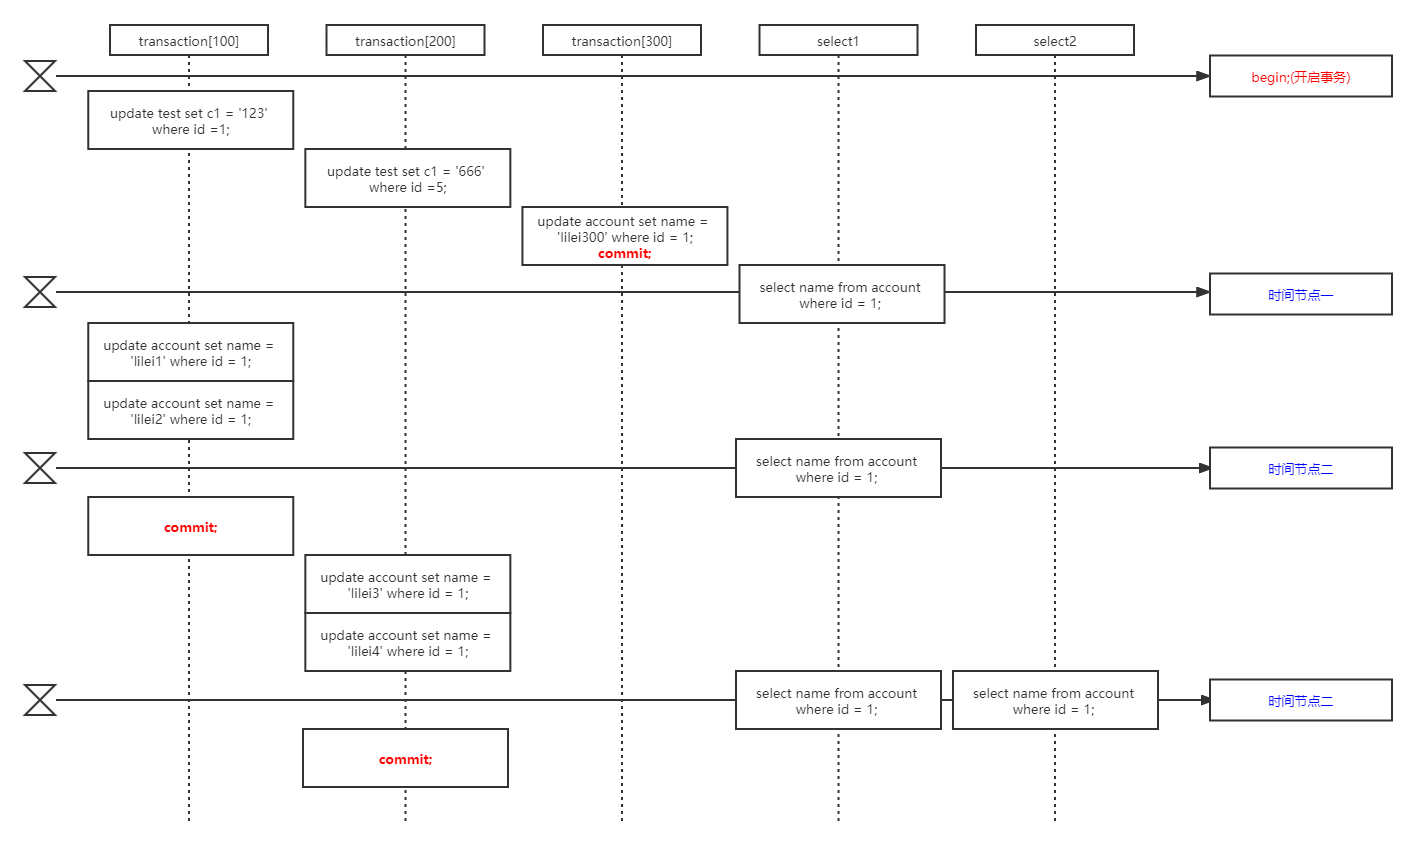 transaction[100]
transaction[200]
transaction[300]
select1
select2
begin;(开启事务)
update test set c1 = '123'
where id =1;
update test set c1 = '666'
where id =5;
update account set name =
'lilei300' where id = 1;
commit;
select name from account
where id = 1;
时间节点一
update account set name =
'lilei1' where id = 1;
update account set name =
'lilei2' where id = 1;
select name from account
where id = 1;
时间节点二
commit;
update account set name =
'lilei3' where id = 1;
update account set name =
'lilei4' where id = 1;
select name from account
where id = 1;
select name from account
where id = 1;
时间节点二
commit;